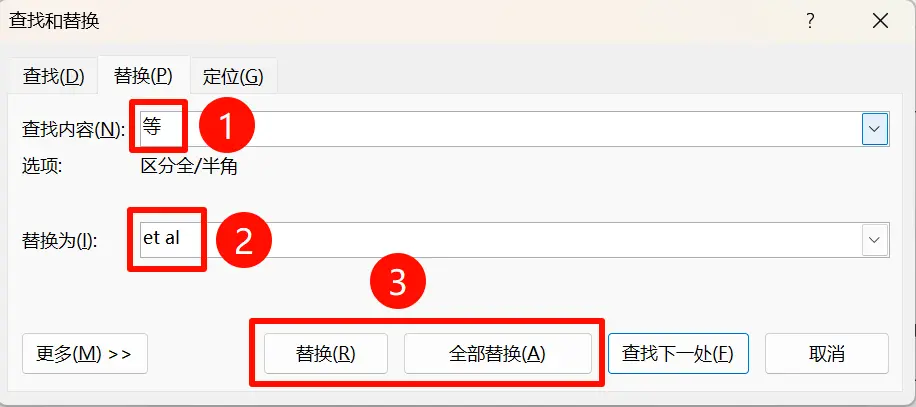 查找和替换
查找(D) 替换(P) 定位(G)
查找内容(N): 等 1
选项: 区分全/半角
替换为(I): et al 2
3
更多(M) >> 替换(R) 全部替换(A) 查找下一处(F) 取消